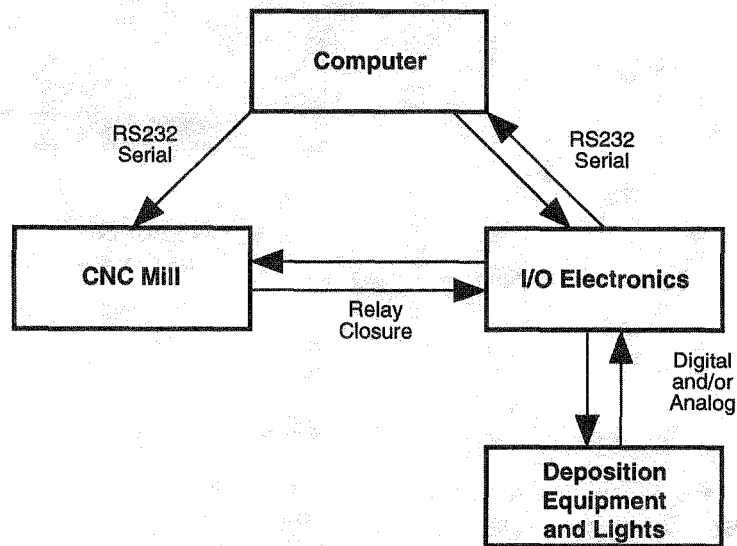 Computer
RS232
Serial
RS232
Serial
CNC Mill
I/O Electronics
Relay
Closure
Digital
and/or
Analog
Deposition
Equipment
and Lights